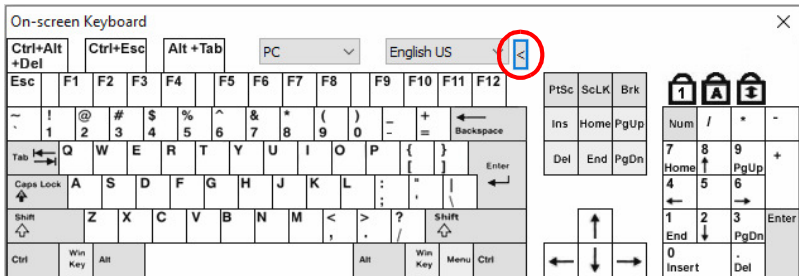 On-screen Keyboard
Ctrl+Alt +Del Ctrl+Esc Alt +Tab PC English US <
Esc F1 F2 F3 F4 F5 F6 F7 F8 F9 F10 F11 F12 PtSc ScLK Brk 1 A
~ ! @ # $ % ^ & * ( ) _ +
` 1 2 3 4 5 6 7 8 9 0 - = Backspace Ins Home PgUp Num / * -
Tab Q W E R T Y U I O P { [ } ] Enter Del End PgDn 7 Home 8 9 PgUp +
Caps Lock A S D F G H J K L : ; " ' | \ 4 5 6
Shift Z X C V B N M < , > . ? / Shift 1 End 2 3 PgDn Enter
Ctrl Win Key Alt Alt Win Key Menu Ctrl 0 Insert . Del